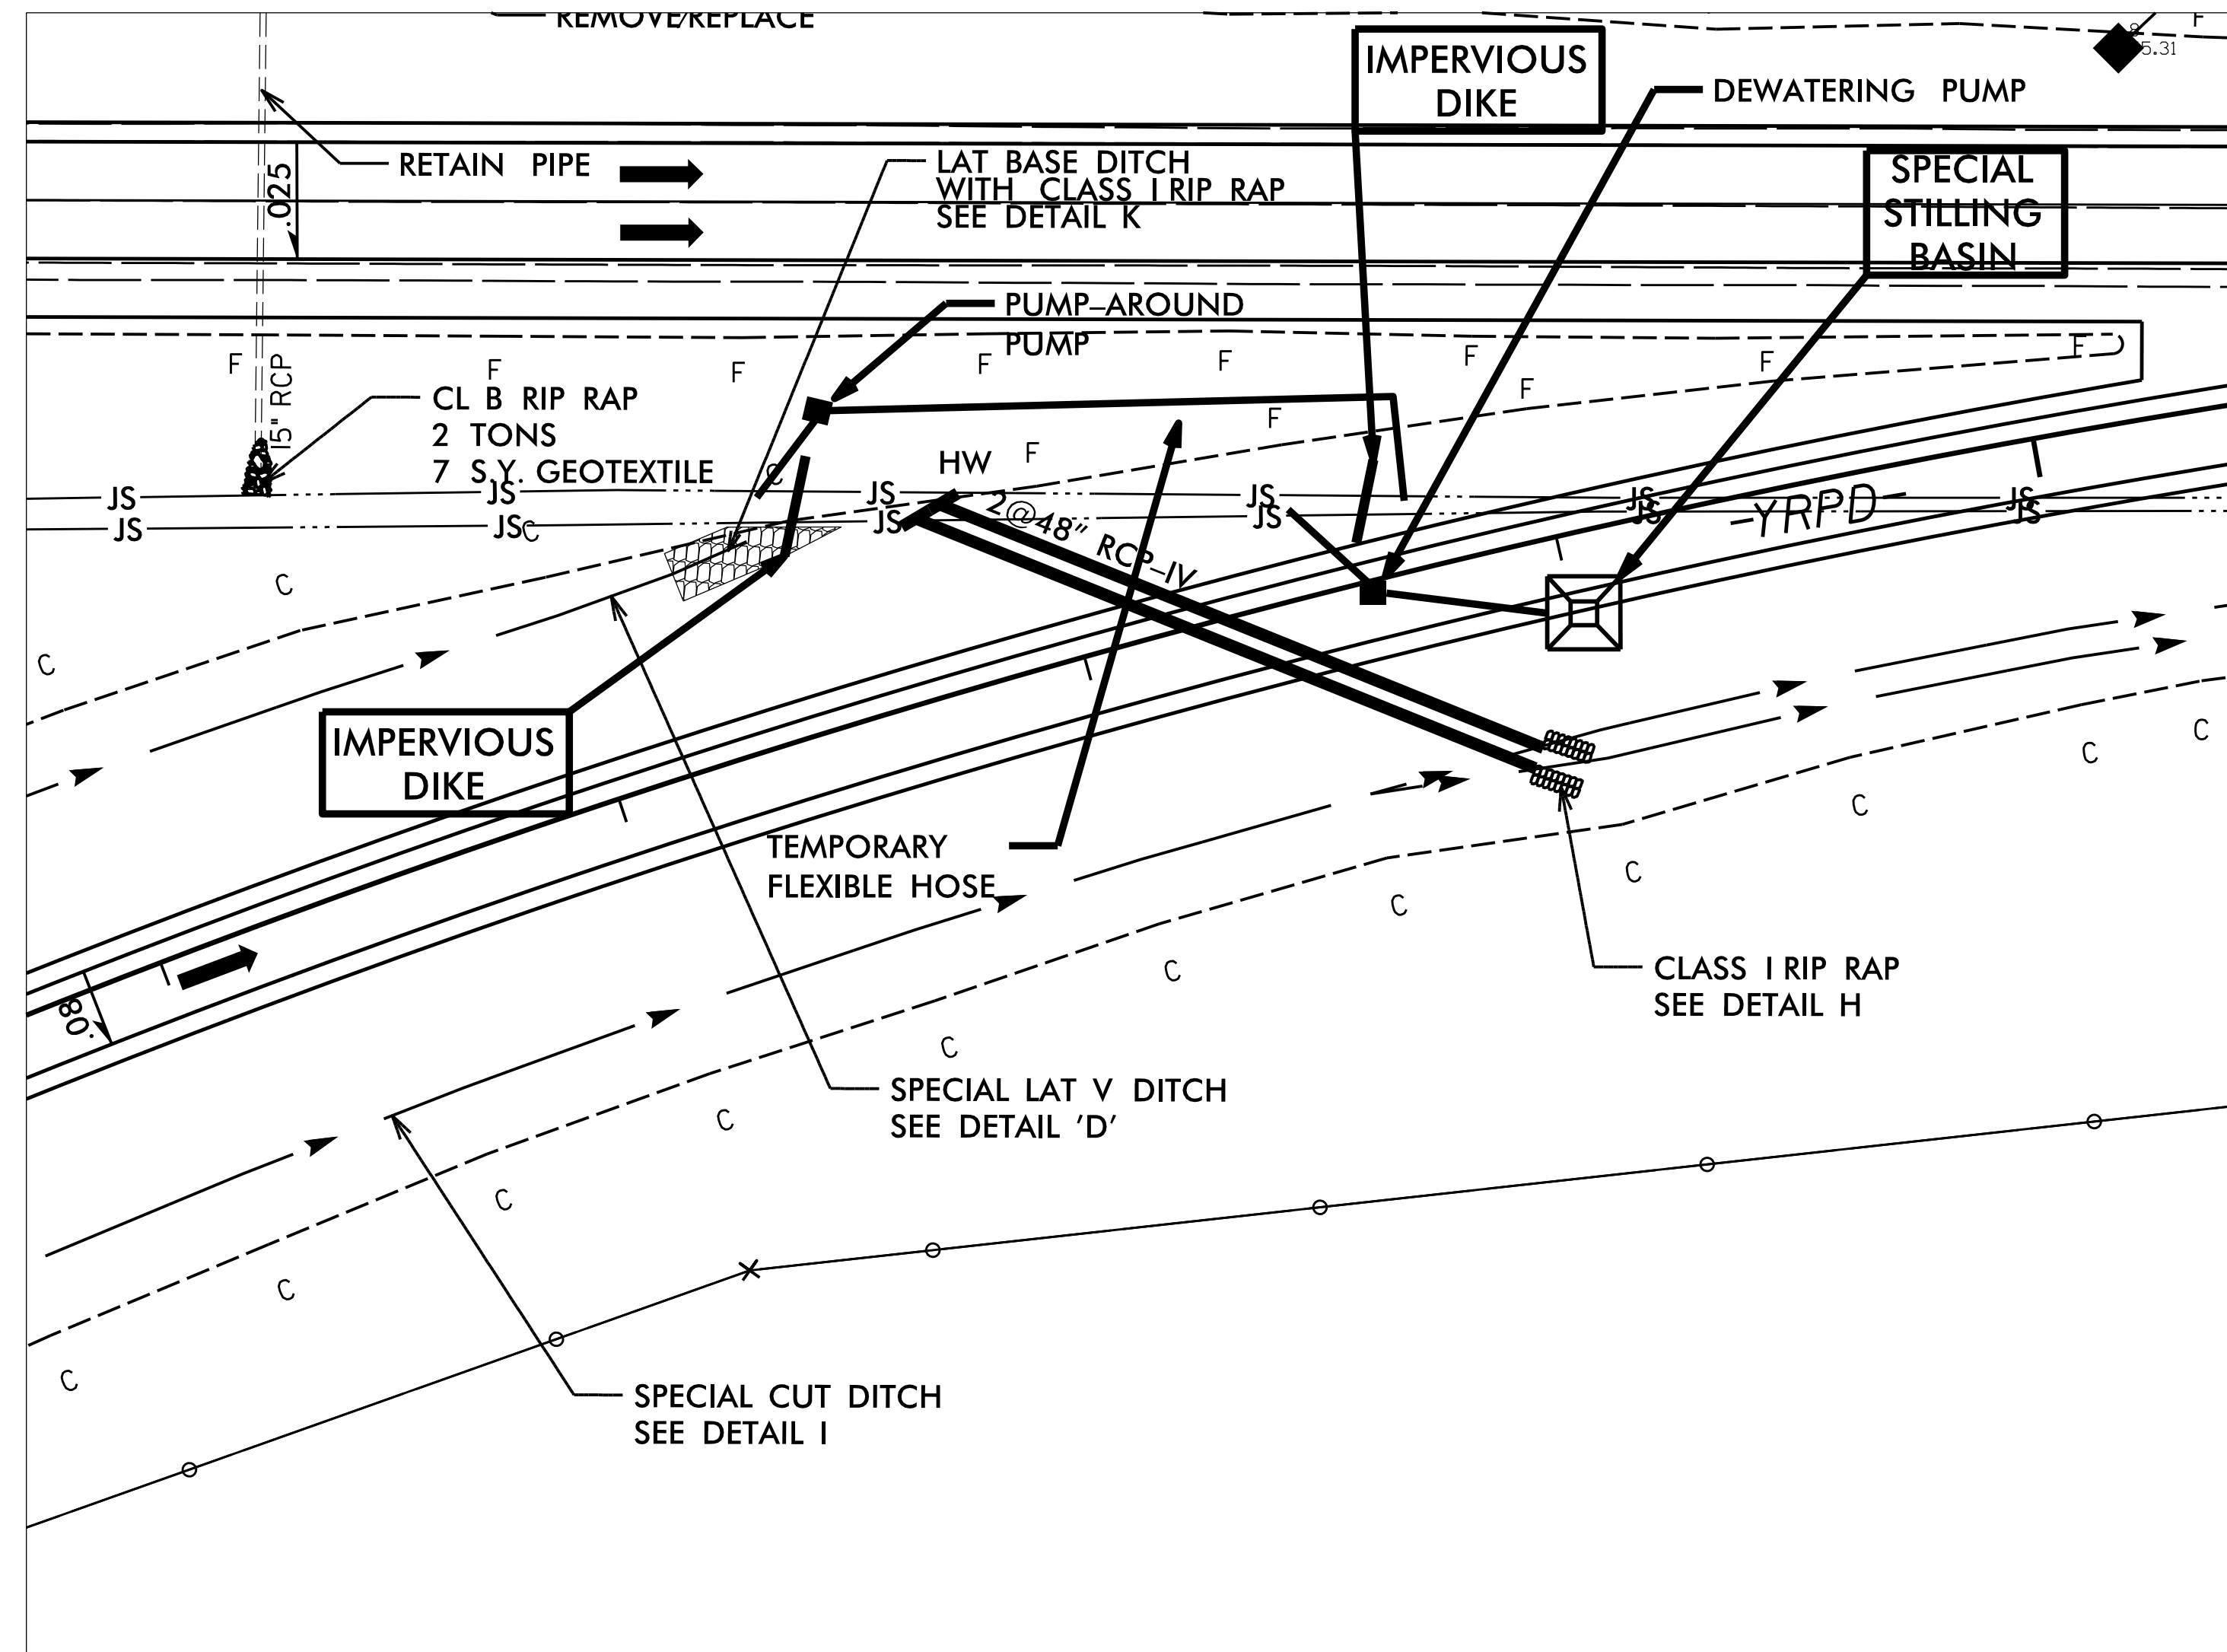 REMOVE/REPLACE
IMPERVIOUS
DIKE
DEWATERING PUMP
5.31
F
RETAIN PIPE
.025
LAT BASE DITCH
WITH CLASS I RIP RAP
SEE DETAIL K
SPECIAL
STILLING
BASIN
PUMP-AROUND
PUMP
F
F
F
F
F
F
F
F
F
F
F
15" RCP
CL B RIP RAP
2 TONS
7 S.Y. GEOTEXTILE
C
HW
JS
JS
JS
JS
JS
JS
JS
JS
JS
JS
JS
JS
2@48" RCP-IV
-YRPD-
C
C
C
IMPERVIOUS
DIKE
TEMPORARY
FLEXIBLE HOSE
C
C
C
C
C
C
C
C
C
C
C
CLASS I RIP RAP
SEE DETAIL H
.08
SPECIAL LAT V DITCH
SEE DETAIL 'D'
SPECIAL CUT DITCH
SEE DETAIL I